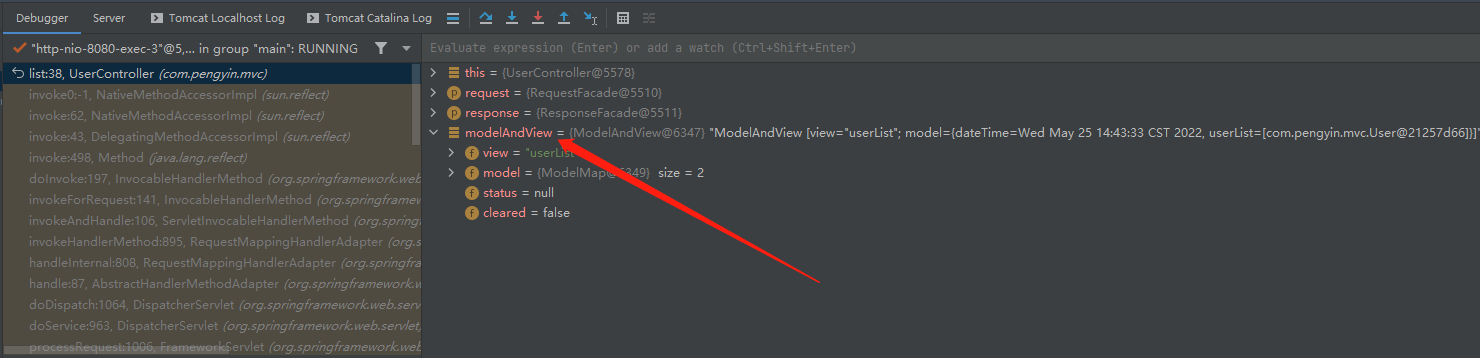 Debugger Server Tomcat Localhost Log Tomcat Catalina Log
"http-nio-8080-exec-3"@5,... in group "main": RUNNING
Evaluate expression (Enter) or add a watch (Ctrl+Shift+Enter)
list:38, UserController (com.pengyin.mvc)
invoke0:-1, NativeMethodAccessorImpl (sun.reflect)
invoke:62, NativeMethodAccessorImpl (sun.reflect)
invoke:43, DelegatingMethodAccessorImpl (sun.reflect)
invoke:498, Method (java.lang.reflect)
doInvoke:197, InvocableHandlerMethod (org.springframework.web.
invokeForRequest:141, InvocableHandlerMethod (org.springframew
invokeAndHandle:106, ServletInvocableHandlerMethod (org.spring
invokeHandlerMethod:895, RequestMappingHandlerAdapter (org.s
handleInternal:808, RequestMappingHandlerAdapter (org.springfr
handle:87, AbstractHandlerMethodAdapter (org.springframework
doDispatch:1064, DispatcherServlet (org.springframework.web.serv
doService:963, DispatcherServlet (org.springframework.web.servlet,
processRequest:1006, FrameworkServlet (org.springframework.web
this = {UserController@5578}
p request = {RequestFacade@5510}
p response = {ResponseFacade@5511}
modelAndView = {ModelAndView@6347} "ModelAndView [view="userList"; model={dateTime=Wed May 25 14:43:33 CST 2022, userList=[com.pengyin.mvc.User@21257d66]}]"
f view = "userList
f model = {ModelMap@6349} size = 2
f status = null
f cleared = false